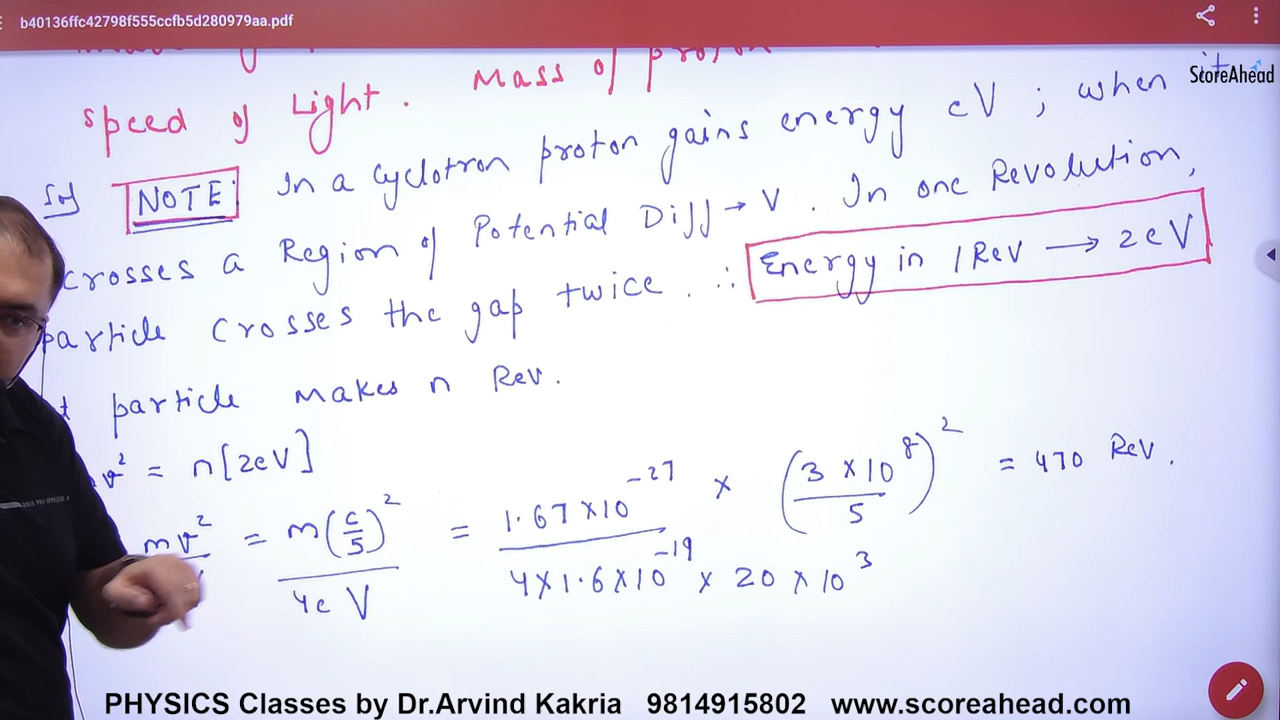 b40136ffc42798f555ccfb5d280979aa.pdf
StoreAhead
Mass of proton
speed of Light.
Sol NOTE: In a cyclotron proton gains energy eV ; when it
crosses a Region of Potential Diff → V . In one Revolution,
particle crosses the gap twice . ∴ Energy in 1 Rev → 2eV
particle makes n Rev.
v² = n[2eV]
mv² = m(c/5)² / 4e V = 1.67×10⁻²⁷ / 4×1.6×10⁻¹⁹ × 20 × 10³ × (3 × 10⁸ / 5)² = 470 Rev.
PHYSICS Classes by Dr.Arvind Kakria 9814915802 www.scoreahead.com